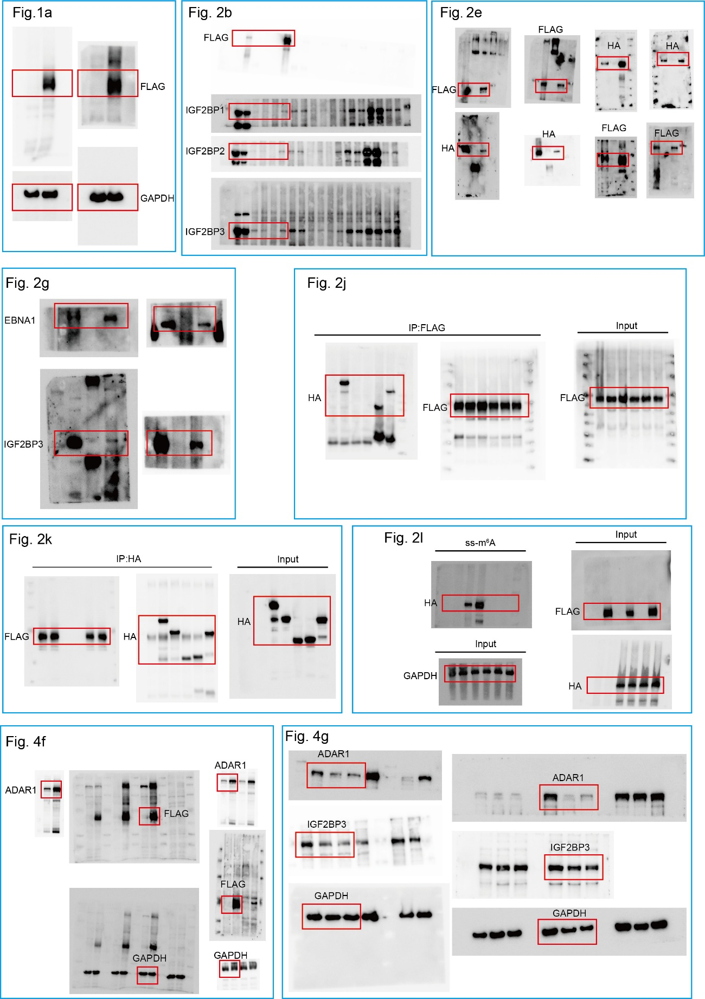 Fig.1a
FLAG
GAPDH
Fig. 2b
FLAG
IGF2BP1
IGF2BP2
IGF2BP3
Fig. 2e
FLAG
HA
HA
FLAG
HA
HA
FLAG
FLAG
Fig. 2g
EBNA1
IGF2BP3
Fig. 2j
IP:FLAG
Input
HA
FLAG
FLAG
Fig. 2k
IP:HA
Input
FLAG
HA
HA
Fig. 2l
ss-m⁶A
Input
HA
FLAG
Input
GAPDH
HA
Fig. 4f
ADAR1
ADAR1
FLAG
FLAG
GAPDH
GAPDH
Fig. 4g
ADAR1
ADAR1
IGF2BP3
IGF2BP3
GAPDH
GAPDH